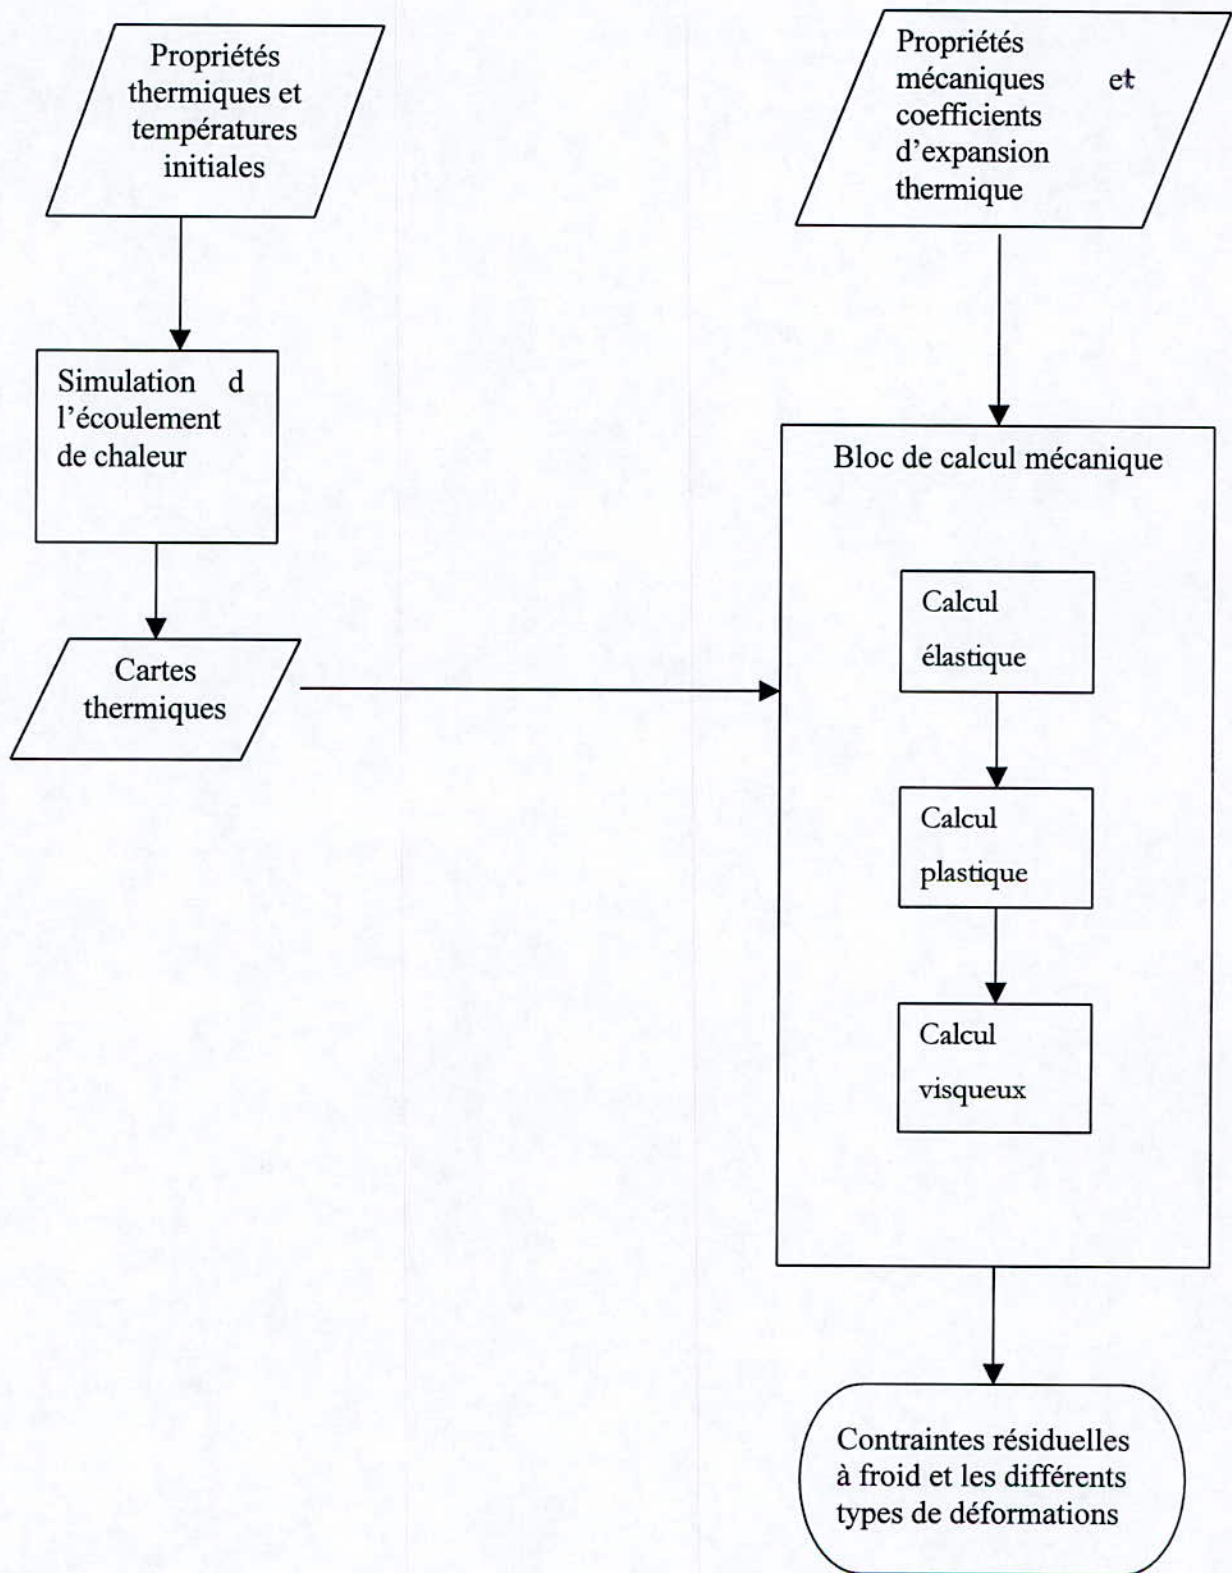 Propriétés
thermiques et
températures
initiales
Simulation d
l'écoulement
de chaleur
Cartes
thermiques
Propriétés
mécaniques et
coefficients
d'expansion
thermique
Bloc de calcul mécanique
Calcul
élastique
Calcul
plastique
Calcul
visqueux
Contraintes résiduelles
à froid et les différents
types de déformations